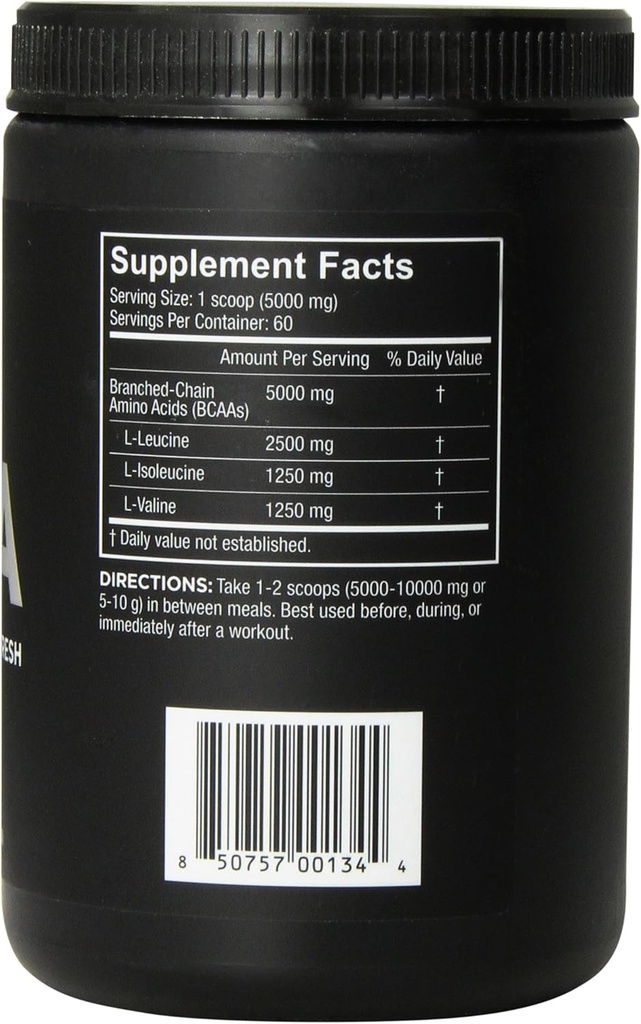 Supplement Facts
Serving Size: 1 scoop (5000 mg)
Servings Per Container: 60
Amount Per Serving % Daily Value
Branched-Chain
Amino Acids (BCAAs) 5000 mg †
L-Leucine 2500 mg †
L-Isoleucine 1250 mg †
L-Valine 1250 mg †
† Daily value not established.
DIRECTIONS: Take 1-2 scoops (5000-10000 mg or
5-10 g) in between meals. Best used before, during, or
immediately after a workout.
A
RESH
8 50757 00134 4